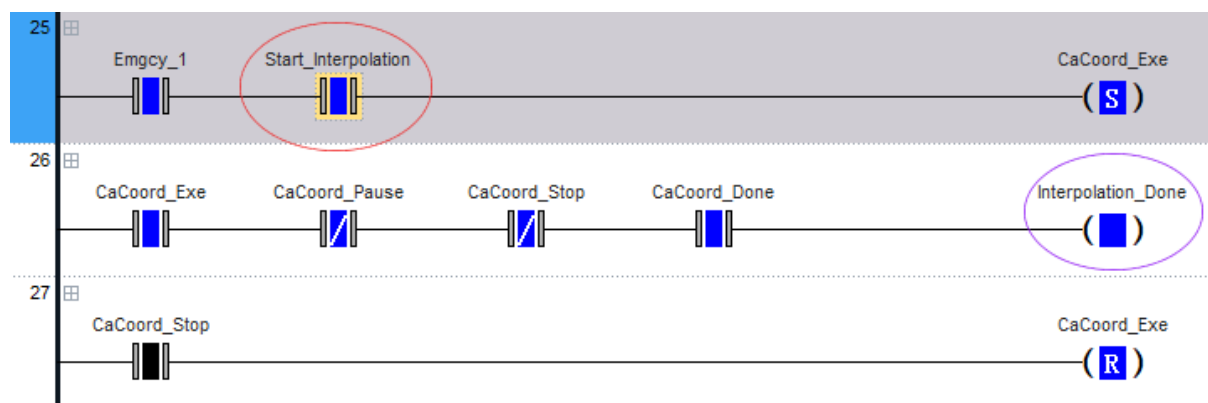 25
Emgcy_1 Start_Interpolation CaCoord_Exe
S
26
CaCoord_Exe CaCoord_Pause CaCoord_Stop CaCoord_Done Interpolation_Done
27
CaCoord_Stop CaCoord_Exe
R